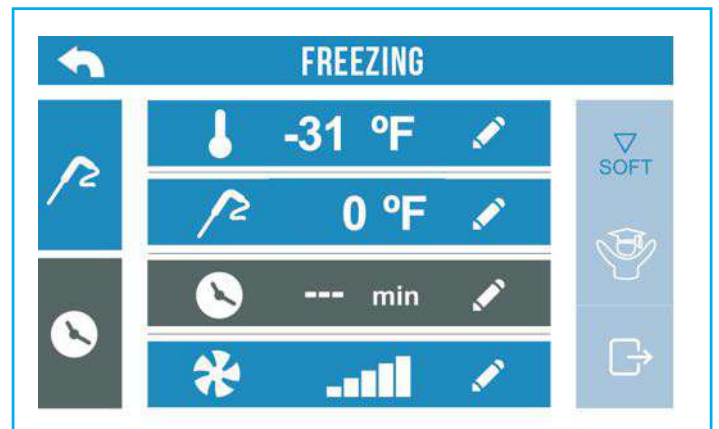 FREEZING
-31 ºF
SOFT
0 ºF
--- min